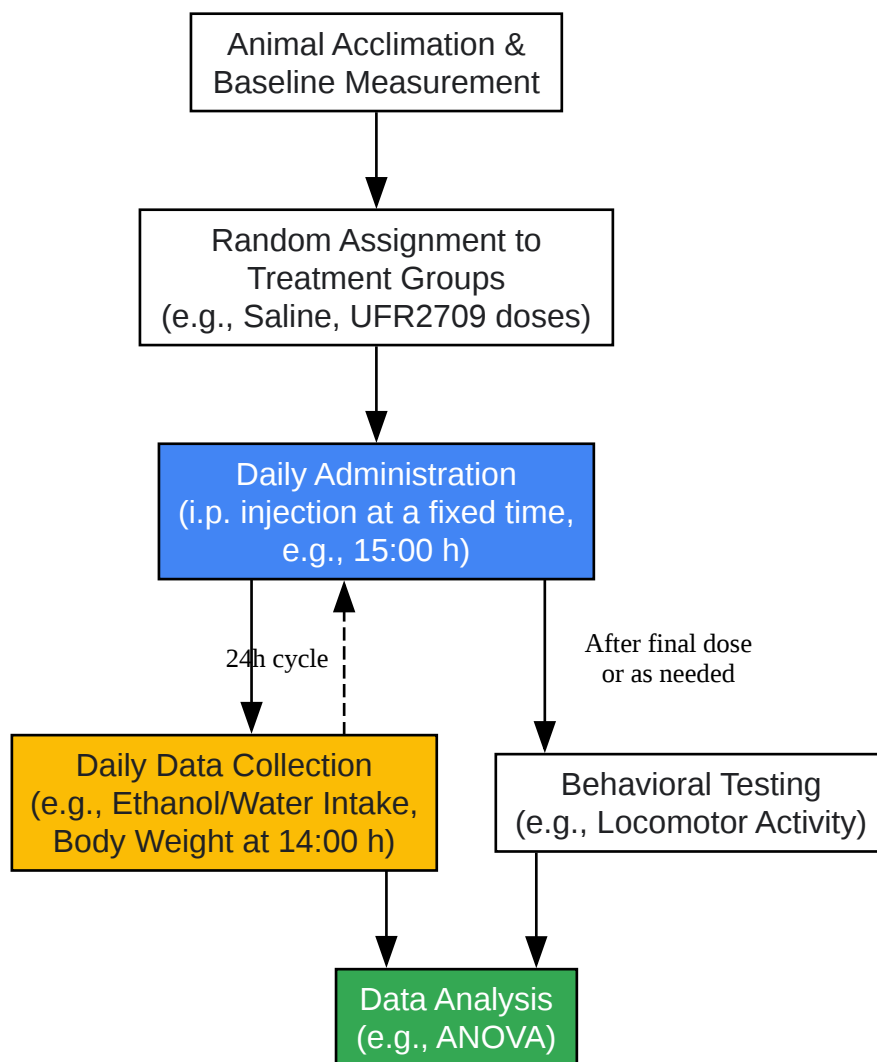 Animal Acclimation &
Baseline Measurement
Random Assignment to
Treatment Groups
(e.g., Saline, UFR2709 doses)
Daily Administration
(i.p. injection at a fixed time,
e.g., 15:00 h)
24h cycle
After final dose
or as needed
Daily Data Collection
(e.g., Ethanol/Water Intake,
Body Weight at 14:00 h)
Behavioral Testing
(e.g., Locomotor Activity)
Data Analysis
(e.g., ANOVA)